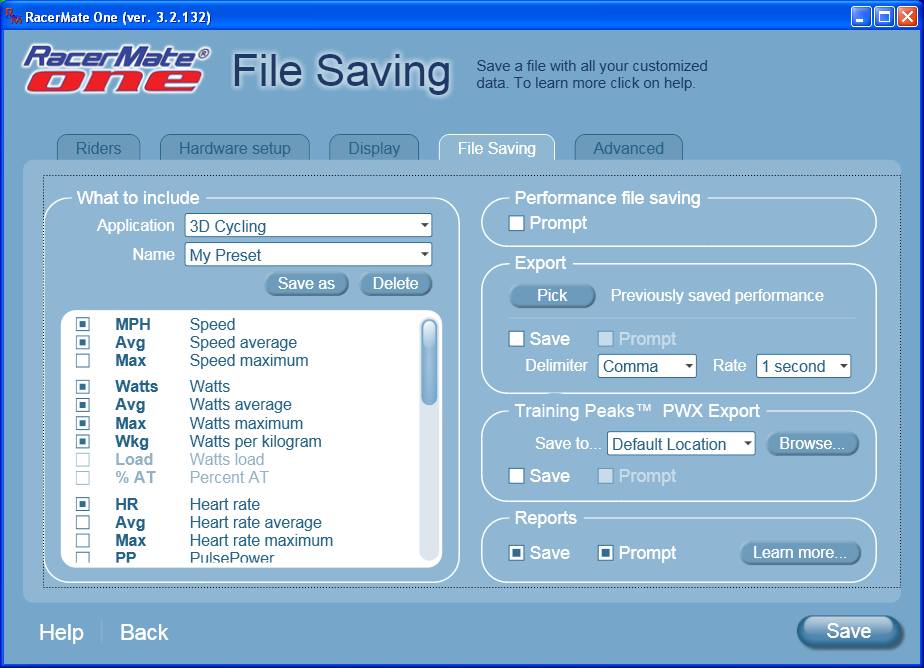 RM RacerMate One (ver. 3.2.132)
RacerMate®
one
File Saving
Save a file with all your customized
data. To learn more click on help.
Riders Hardware setup Display File Saving Advanced
What to include
Application 3D Cycling
Name My Preset
Save as Delete
MPH Speed
Avg Speed average
Max Speed maximum
Watts Watts
Avg Watts average
Max Watts maximum
Wkg Watts per kilogram
Load Watts load
% AT Percent AT
HR Heart rate
Avg Heart rate average
Max Heart rate maximum
PP PulsePower
Performance file saving
Prompt
Export
Pick Previously saved performance
Save Prompt
Delimiter Comma Rate 1 second
Training Peaks™ PWX Export
Save to... Default Location Browse...
Save Prompt
Reports
Save Prompt Learn more...
Help Back Save